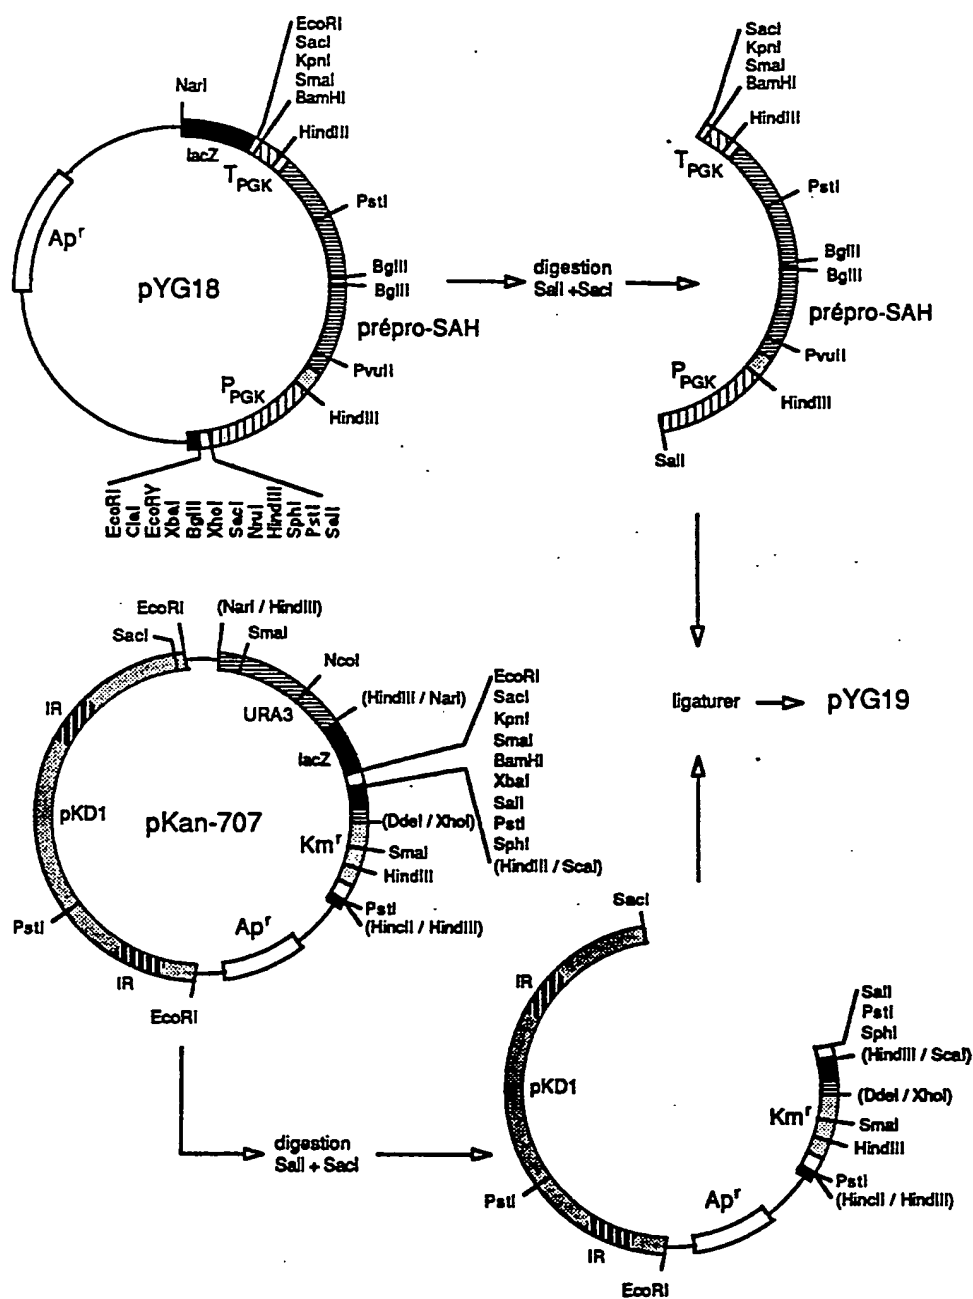 EcoRI
SacI
KpnI
SmaI
BamHI
NarI
HindIII
lacZ
TPGK
PstI
Apr
pYG18
BglII
BglII
prépro-SAH
PvuII
PPGK
HindIII
EcoRI
ClaI
EcoRV
XbaI
BglII
XhoI
SacI
NruI
HindIII
SphI
PstI
SalI
digestion
SalI +SacI
SacI
KpnI
SmaI
BamHI
HindIII
TPGK
PstI
BglII
BglII
prépro-SAH
PvuII
PPGK
HindIII
SalI
EcoRI
(NarI / HindIII)
SacI
SmaI
NcoI
IR
URA3
(HindIII / NarI)
lacZ
EcoRI
SacI
KpnI
SmaI
BamHI
XbaI
SalI
PstI
SphI
(HindIII / ScaI)
pKD1
pKan-707
(DdeI / XhoI)
Kmr
SmaI
HindIII
PstI
(HincII / HindIII)
PstI
Apr
IR
EcoRI
ligaturer
pYG19
digestion
SalI + SacI
SacI
IR
SalI
PstI
SphI
(HindIII / ScaI)
pKD1
(DdeI / XhoI)
Kmr
SmaI
HindIII
PstI
(HincII / HindIII)
PstI
Apr
IR
EcoRI